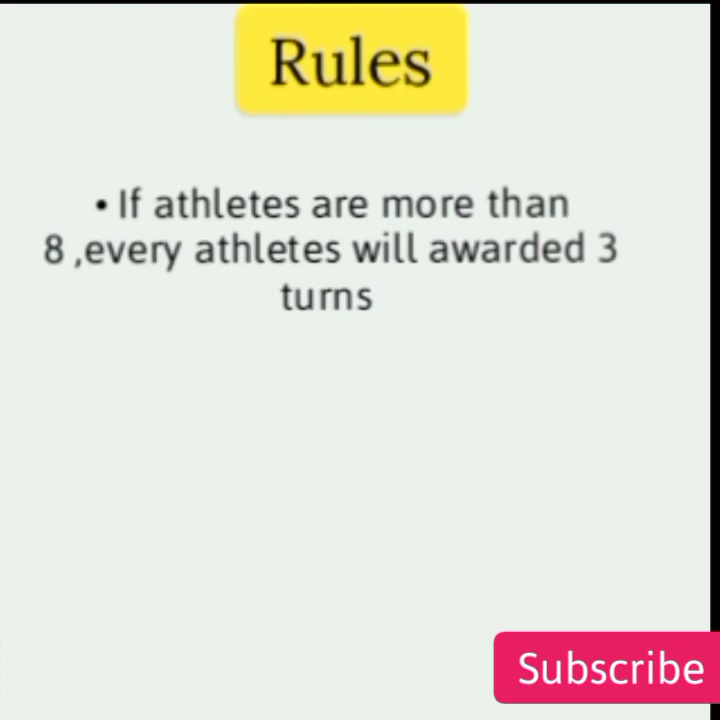 Rules
• If athletes are more than
8 ,every athletes will awarded 3
turns
Subscribe